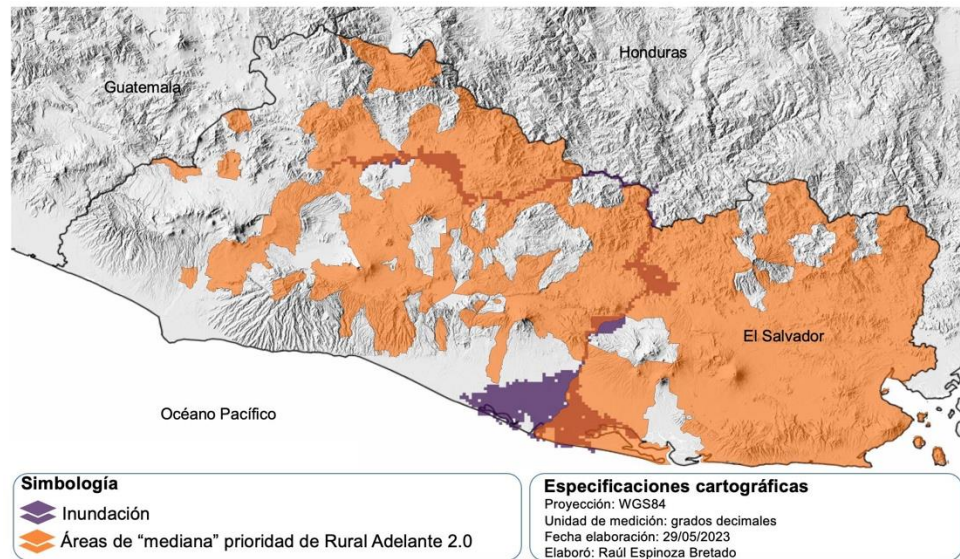 Honduras
Guatemala
El Salvador
Océano Pacífico
Simbología
Inundación
Áreas de “mediana” prioridad de Rural Adelante 2.0
Especificaciones cartográficas
Proyección: WGS84
Unidad de medición: grados decimales
Fecha elaboración: 29/05/2023
Elaboró: Raúl Espinoza Bretado